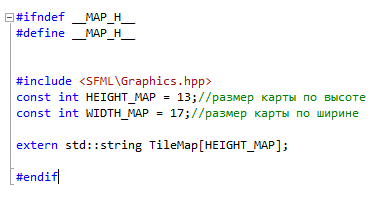 #ifndef __MAP_H__
#define __MAP_H__
#include <SFML\Graphics.hpp>
const int HEIGHT_MAP = 13;//размер карты по высоте
const int WIDTH_MAP = 17;//размер карты по ширине
extern std::string TileMap[HEIGHT_MAP];
#endif